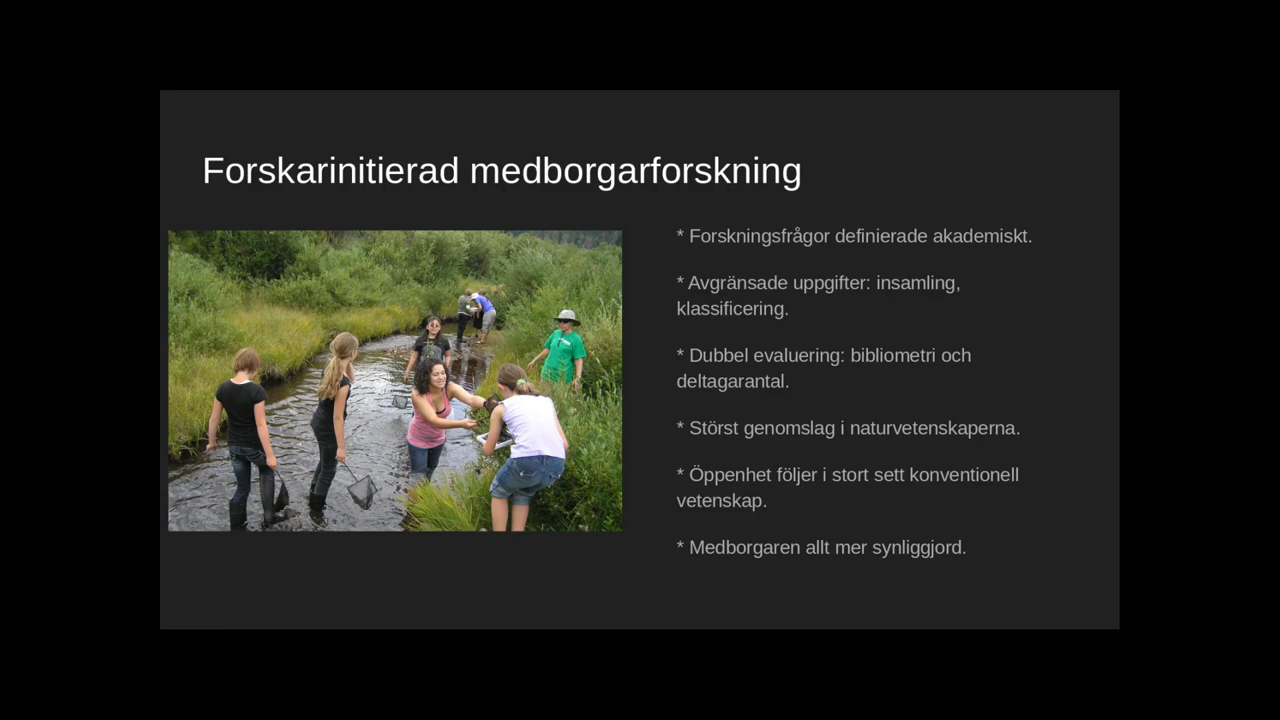 Forskarinitierad medborgarforskning
* Forskningsfrågor definierade akademiskt.
* Avgränsade uppgifter: insamling,
klassificering.
* Dubbel evaluering: bibliometri och
deltagarantal.
* Störst genomslag i naturvetenskaperna.
* Öppenhet följer i stort sett konventionell
vetenskap.
* Medborgaren allt mer synliggjord.